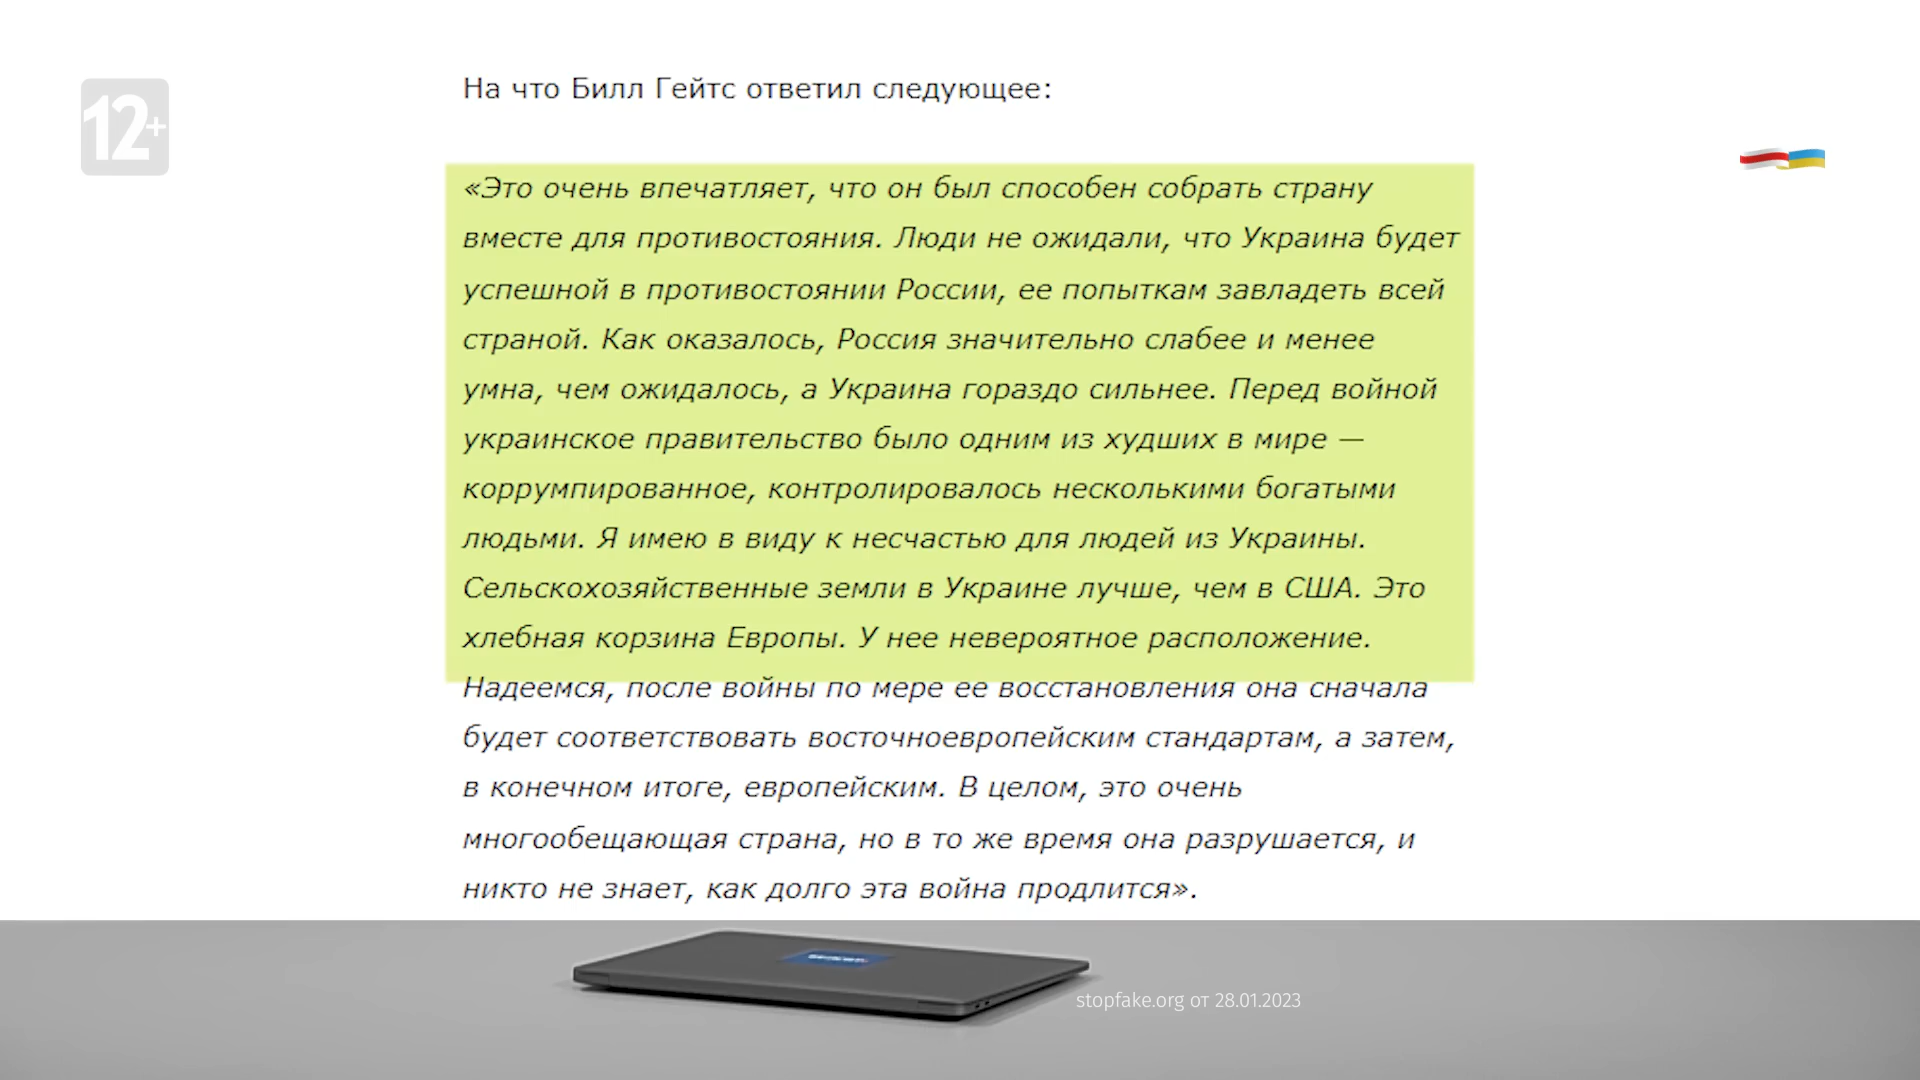 На что Билл Гейтс ответил следующее:
12+
«Это очень впечатляет, что он был способен собрать страну
вместе для противостояния. Люди не ожидали, что Украина будет
успешной в противостоянии России, ее попыткам завладеть всей
страной. Как оказалось, Россия значительно слабее и менее
умна, чем ожидалось, а Украина гораздо сильнее. Перед войной
украинское правительство было одним из худших в мире —
коррумпированное, контролировалось несколькими богатыми
людьми. Я имею в виду к несчастью для людей из Украины.
Сельскохозяйственные земли в Украине лучше, чем в США. Это
хлебная корзина Европы. У нее невероятное расположение.
Надеемся, после войны по мере ее восстановления она сначала
будет соответствовать восточноевропейским стандартам, а затем,
в конечном итоге, европейским. В целом, это очень
многообещающая страна, но в то же время она разрушается, и
никто не знает, как долго эта война продлится».
stopfake.org от 28.01.2023